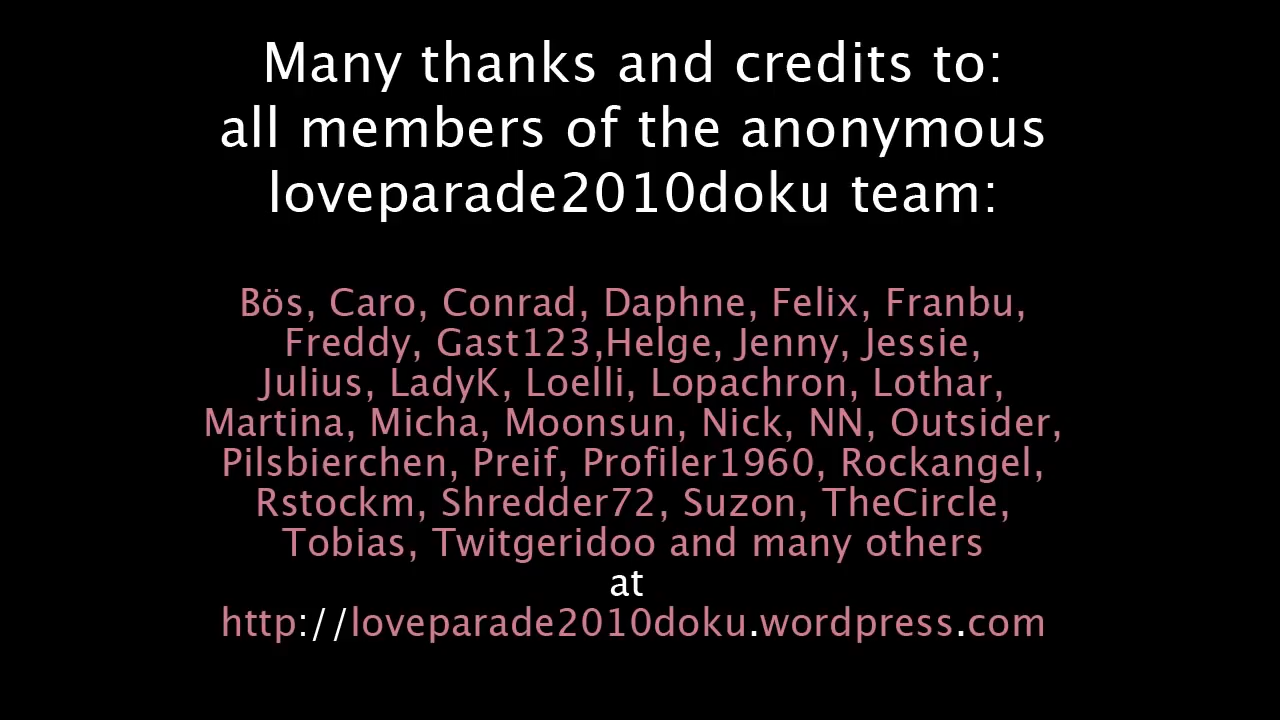 Many thanks and credits to:
all members of the anonymous
loveparade2010doku team:
Bös, Caro, Conrad, Daphne, Felix, Franbu,
Freddy, Gast123,Helge, Jenny, Jessie,
Julius, LadyK, Loelli, Lopachron, Lothar,
Martina, Micha, Moonsun, Nick, NN, Outsider,
Pilsbierchen, Preif, Profiler1960, Rockangel,
Rstockm, Shredder72, Suzon, TheCircle,
Tobias, Twitgeridoo and many others
at
http://loveparade2010doku.wordpress.com